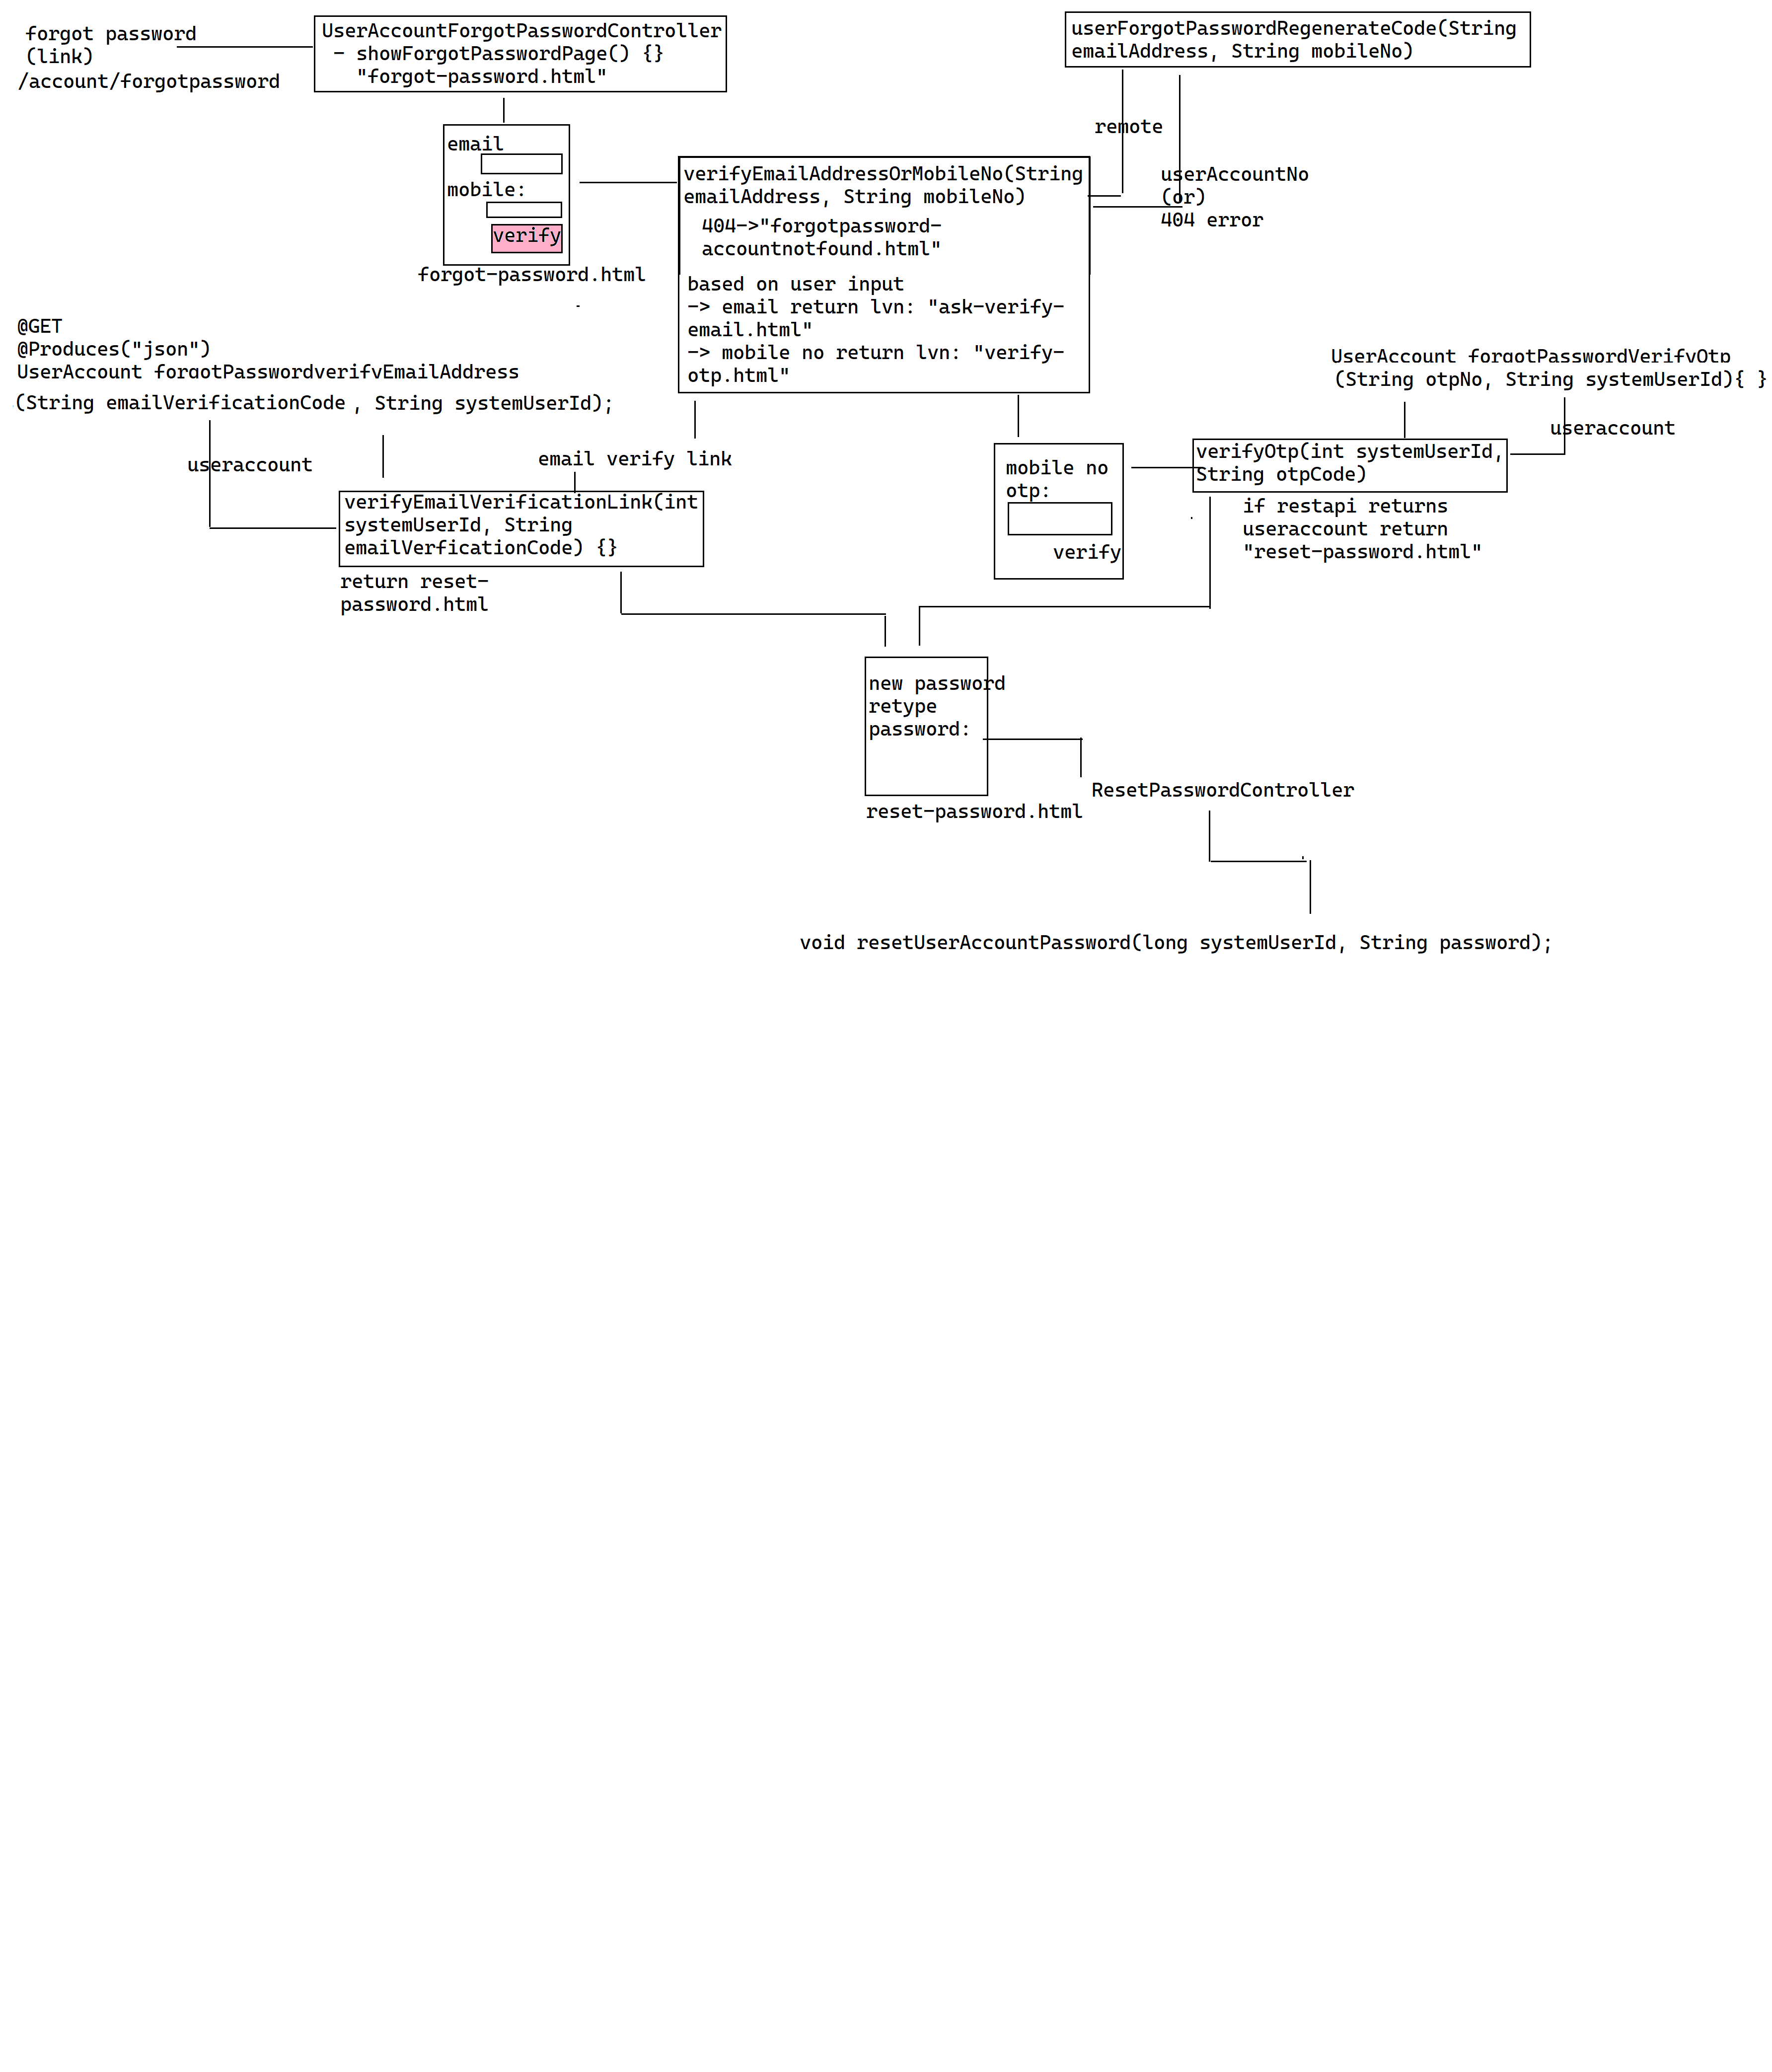 forgot password
(link)
/account/forgotpassword
UserAccountForgotPasswordController
- showForgotPasswordPage() {}
"forgot-password.html"
userForgotPasswordRegenerateCode(String
emailAddress, String mobileNo)
email
mobile:
verify
forgot-password.html
verifyEmailAddressOrMobileNo(String
emailAddress, String mobileNo)
404->"forgotpassword-
accountnotfound.html"
based on user input
-> email return lvn: "ask-verify-
email.html"
-> mobile no return lvn: "verify-
otp.html"
remote
userAccountNo
(or)
404 error
@GET
@Produces("json")
UserAccount forgotPasswordverifyEmailAddress
(String emailVerificationCode , String systemUserId);
useraccount
email verify link
verifyEmailVerificationLink(int
systemUserId, String
emailVerficationCode) {}
return reset-
password.html
mobile no
otp:
verify
UserAccount forgotPasswordVerifyOtp
(String otpNo, String systemUserId){ }
useraccount
verifyOtp(int systemUserId,
String otpCode)
if restapi returns
useraccount return
"reset-password.html"
new password
retype
password:
reset-password.html
ResetPasswordController
void resetUserAccountPassword(long systemUserId, String password);